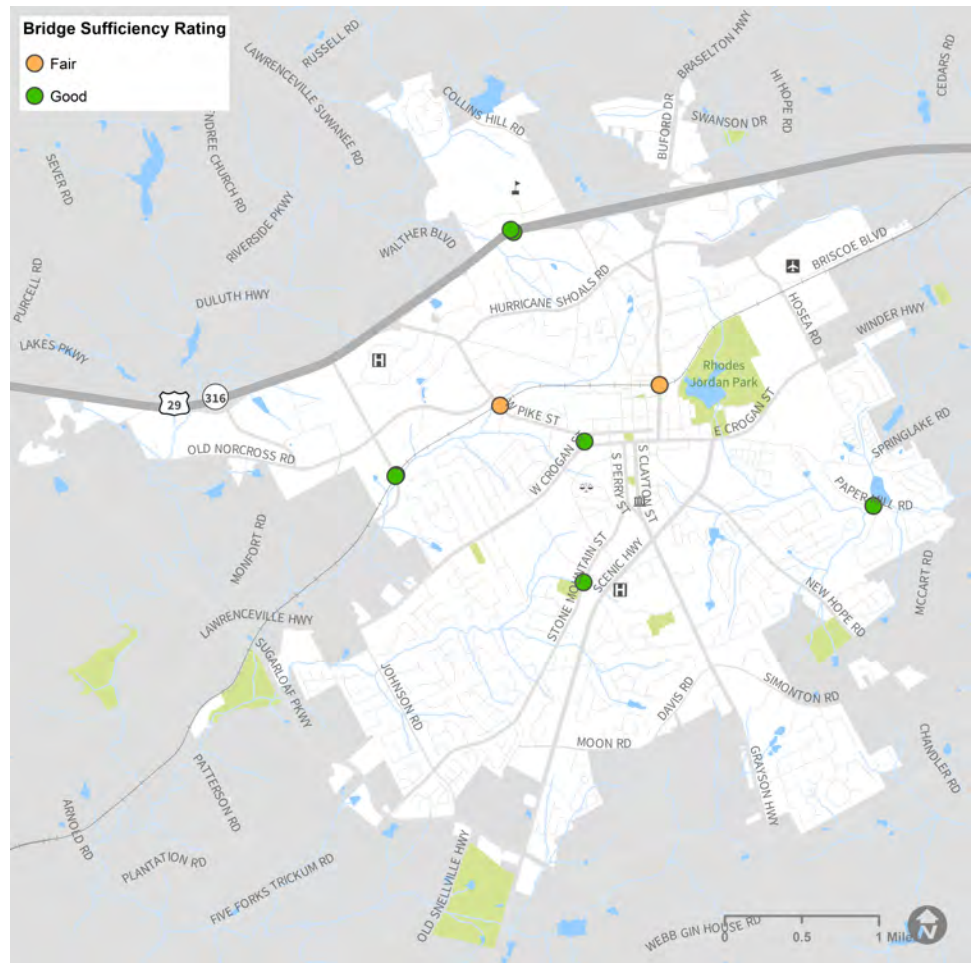 Bridge Sufficiency Rating
Fair
Good
RUSSELL RD
LAWRENCEVILLE SUWANEE RD
COLLINS HILL RD
BRASELTON HWY
BUFORD DR
SWANSON DR
HI HOPE RD
CEDARS RD
SEVER RD
NDREE CHURCH RD
RIVERSIDE PKWY
WALTHER BLVD
BRISCOE BLVD
PURCELL RD
DULUTH HWY
HURRICANE SHOALS RD
HOSEA RD
WINDER HWY
LAKES PKWY
H
Rhodes
Jordan Park
29
316
W PIKE ST
E CROGAN ST
SPRINGLAKE RD
OLD NORCROSS RD
W CROGAN ST
S PERRY ST
S CLAYTON ST
PAPER MILL RD
MONFORT RD
STONE MOUNTAIN ST
SCENIC HWY
H
NEW HOPE RD
MCCART RD
LAWRENCEVILLE HWY
SUGARLOAF PKWY
JOHNSON RD
DAVIS RD
SIMONTON RD
MOON RD
PATTERSON RD
GRAYSON HWY
CHANDLER RD
ARNOLD RD
PLANTATION RD
FIVE FORKS TRICKUM RD
OLD SNELLVILLE HWY
WEBB GIN HOUSE RD
0 0.5 1 Miles
N